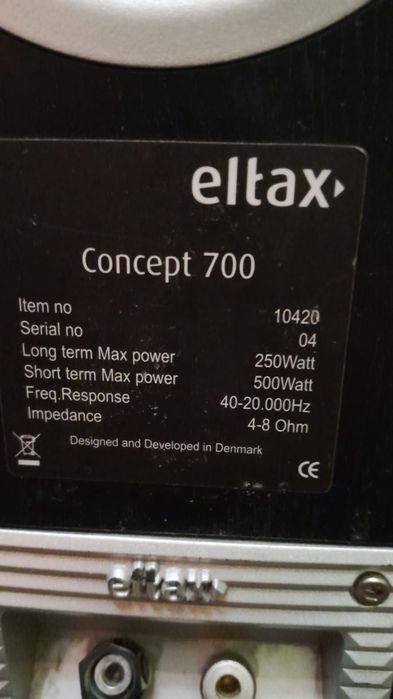 eltax
Concept 700
Item no 10420
Serial no 04
Long term Max power 250Watt
Short term Max power 500Watt
Freq.Response 40-20.000Hz
Impedance 4-8 Ohm
Designed and Developed in Denmark
CE
eltax